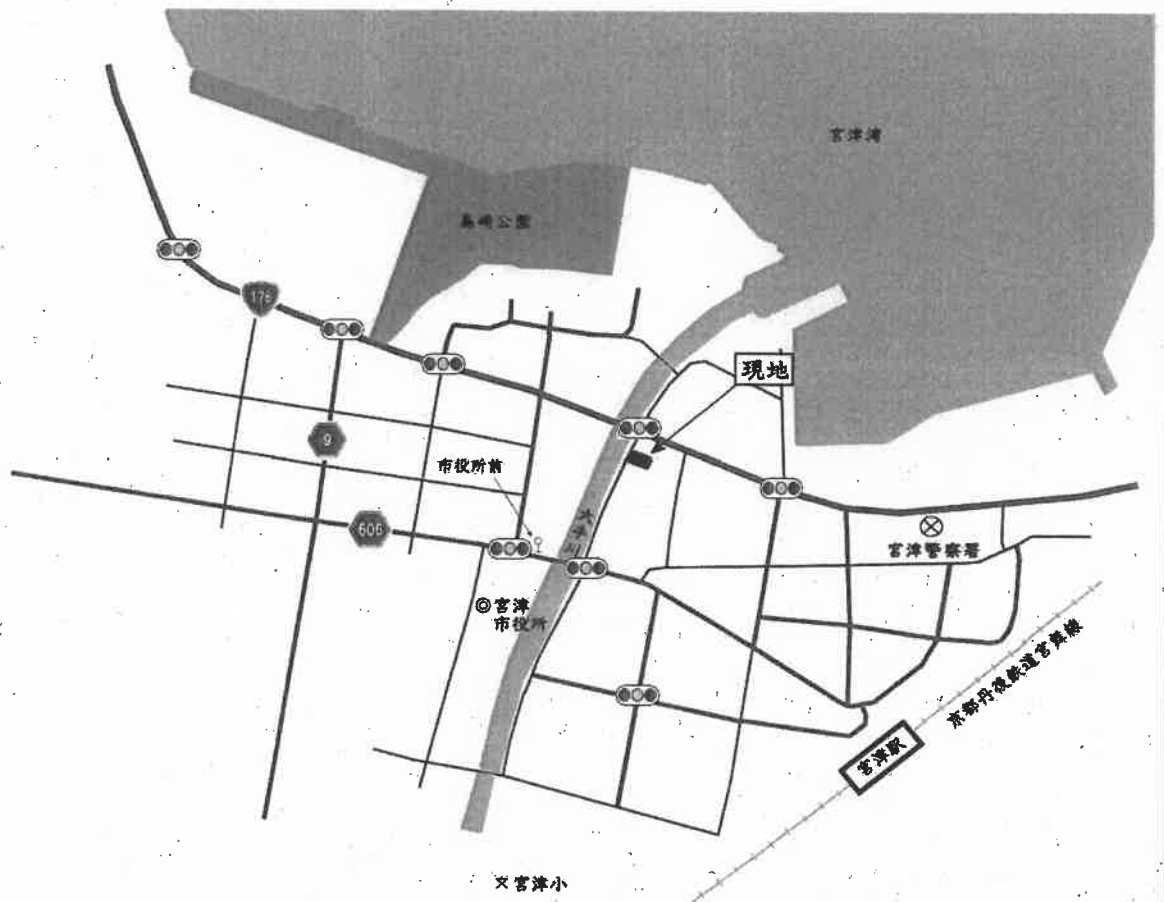 宮津湾
島崎公園
176
現地
9
市役所前
大手川
606
宮津警察署
◎宮津
市役所
京都丹後鉄道宮舞線
宮津駅
文宮津小